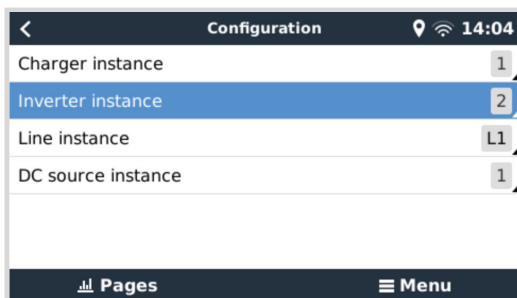 Configuration 14:04
Charger instance 1
Inverter instance 2
Line instance L1
DC source instance 1
Pages Menu